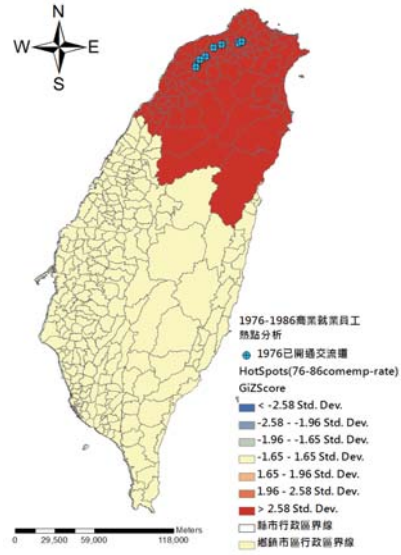 N
W E
S
1976-1986商業就業員工
熱點分析
1976已開通交流道
HotSpots(76-86comemp-rate)
GiZScore
< -2.58 Std. Dev.
-2.58 - -1.96 Std. Dev.
-1.96 - -1.65 Std. Dev.
-1.65 - 1.65 Std. Dev.
1.65 - 1.96 Std. Dev.
1.96 - 2.58 Std. Dev.
> 2.58 Std. Dev.
縣市行政區界線
鄉鎮市區行政區界線
Meters
0 29,500 59,000 118,000